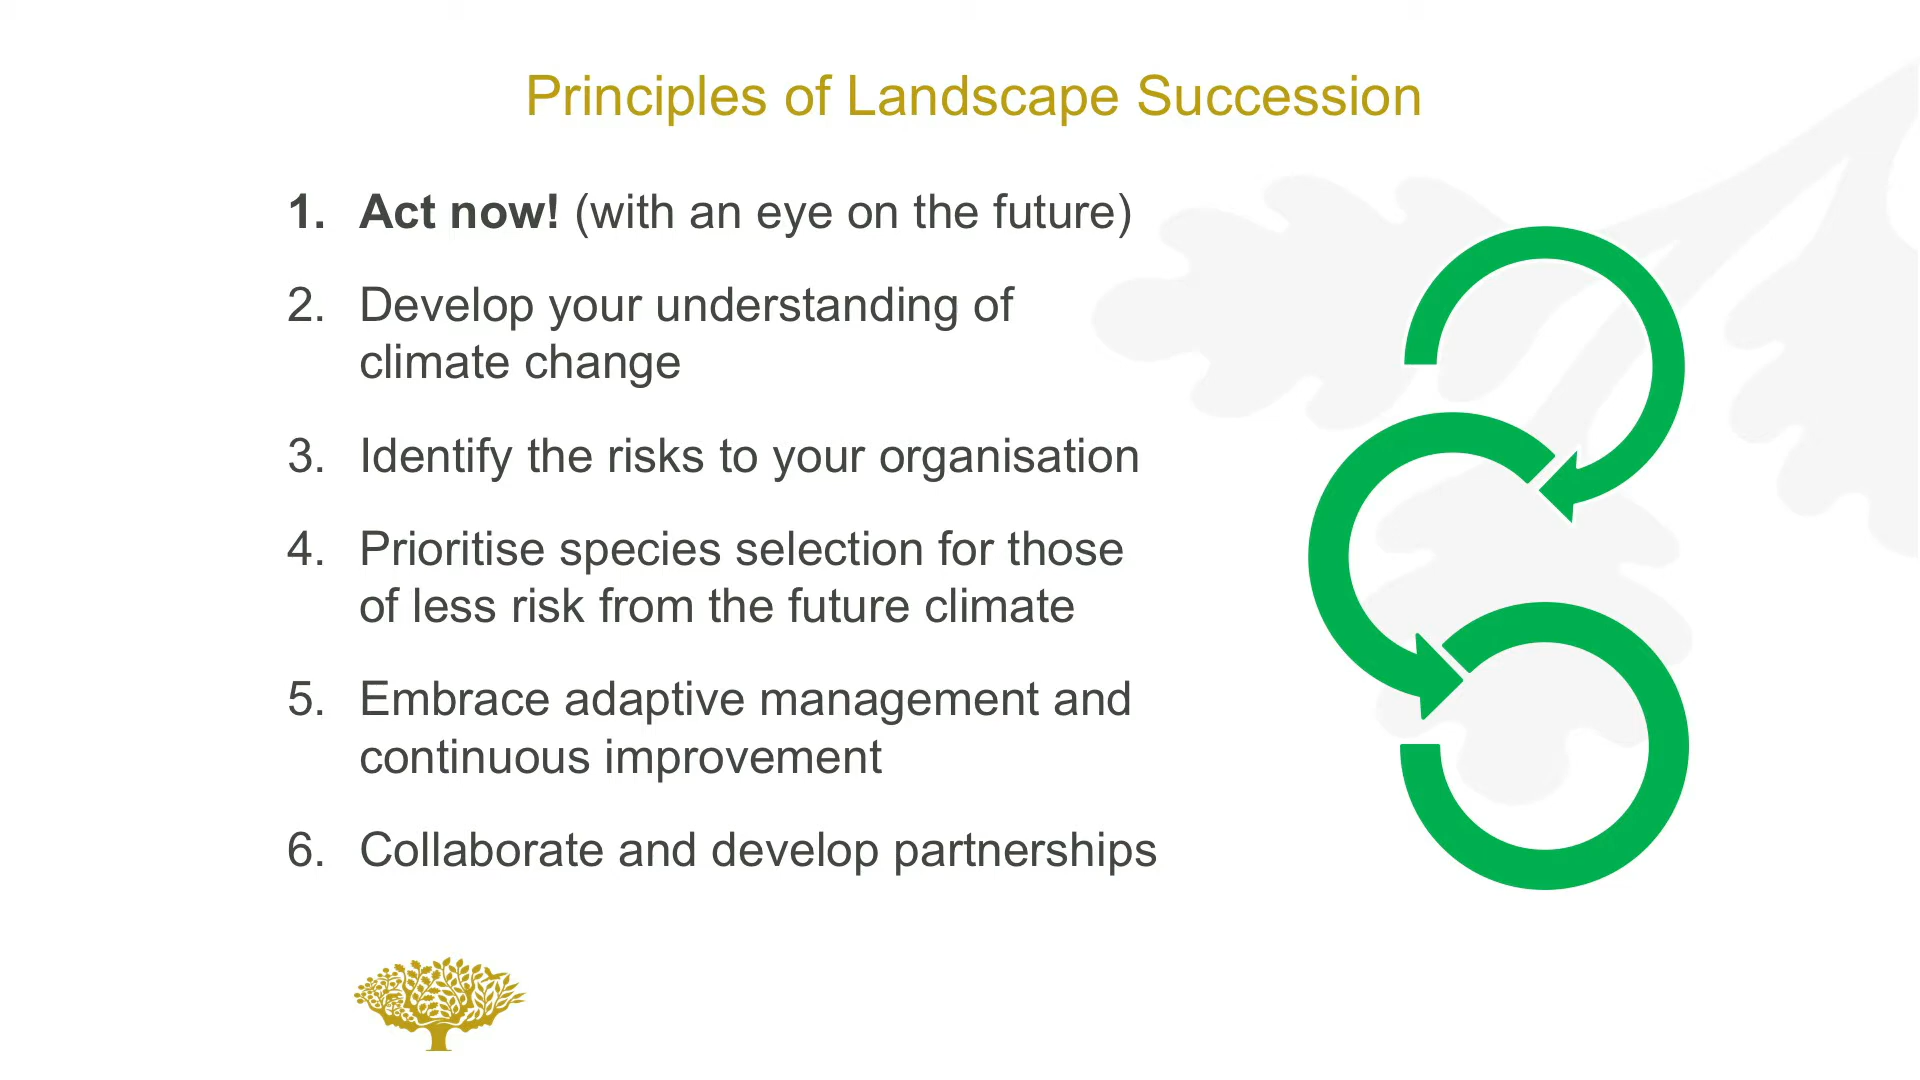 Principles of Landscape Succession
1. Act now! (with an eye on the future)
2. Develop your understanding of
climate change
3. Identify the risks to your organisation
4. Prioritise species selection for those
of less risk from the future climate
5. Embrace adaptive management and
continuous improvement
6. Collaborate and develop partnerships